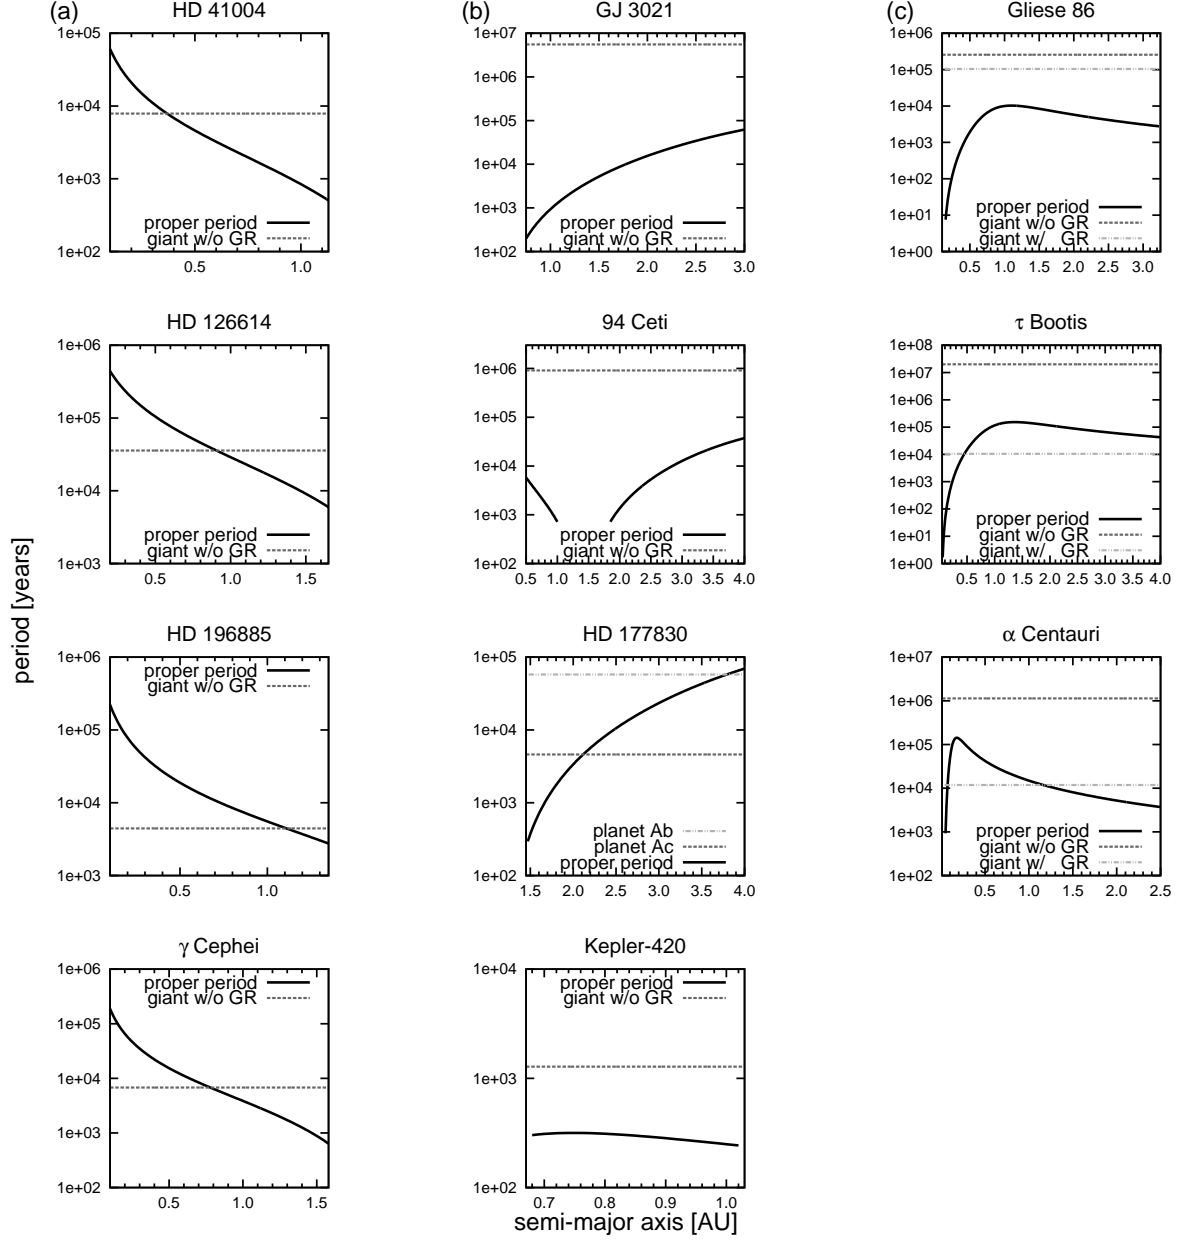 (a)
HD 41004
1e+05
1e+04
1e+03
1e+02
proper period
giant w/o GR
0.5 1.0
(b)
GJ 3021
1e+07
1e+06
1e+05
1e+04
1e+03
1e+02
proper period
giant w/o GR
1.0 1.5 2.0 2.5 3.0
(c)
Gliese 86
1e+06
1e+05
1e+04
1e+03
1e+02
1e+01
1e+00
proper period
giant w/o GR
giant w/ GR
0.5 1.0 1.5 2.0 2.5 3.0
HD 126614
1e+06
1e+05
1e+04
1e+03
proper period
giant w/o GR
0.5 1.0 1.5
94 Ceti
1e+06
1e+05
1e+04
1e+03
1e+02
proper period
giant w/o GR
0.5 1.0 1.5 2.0 2.5 3.0 3.5 4.0
τ Bootis
1e+08
1e+07
1e+06
1e+05
1e+04
1e+03
1e+02
1e+01
1e+00
proper period
giant w/o GR
giant w/ GR
0.5 1.0 1.5 2.0 2.5 3.0 3.5 4.0
period [years]
HD 196885
1e+06
1e+05
1e+04
1e+03
proper period
giant w/o GR
0.5 1.0
HD 177830
1e+05
1e+04
1e+03
1e+02
planet Ab
planet Ac
proper period
1.5 2.0 2.5 3.0 3.5 4.0
α Centauri
1e+07
1e+06
1e+05
1e+04
1e+03
1e+02
proper period
giant w/o GR
giant w/ GR
0.5 1.0 1.5 2.0 2.5
γ Cephei
1e+06
1e+05
1e+04
1e+03
1e+02
proper period
giant w/o GR
0.5 1.0 1.5
Kepler-420
1e+04
1e+03
1e+02
proper period
giant w/o GR
0.7 0.8 0.9 1.0
semi-major axis [AU]